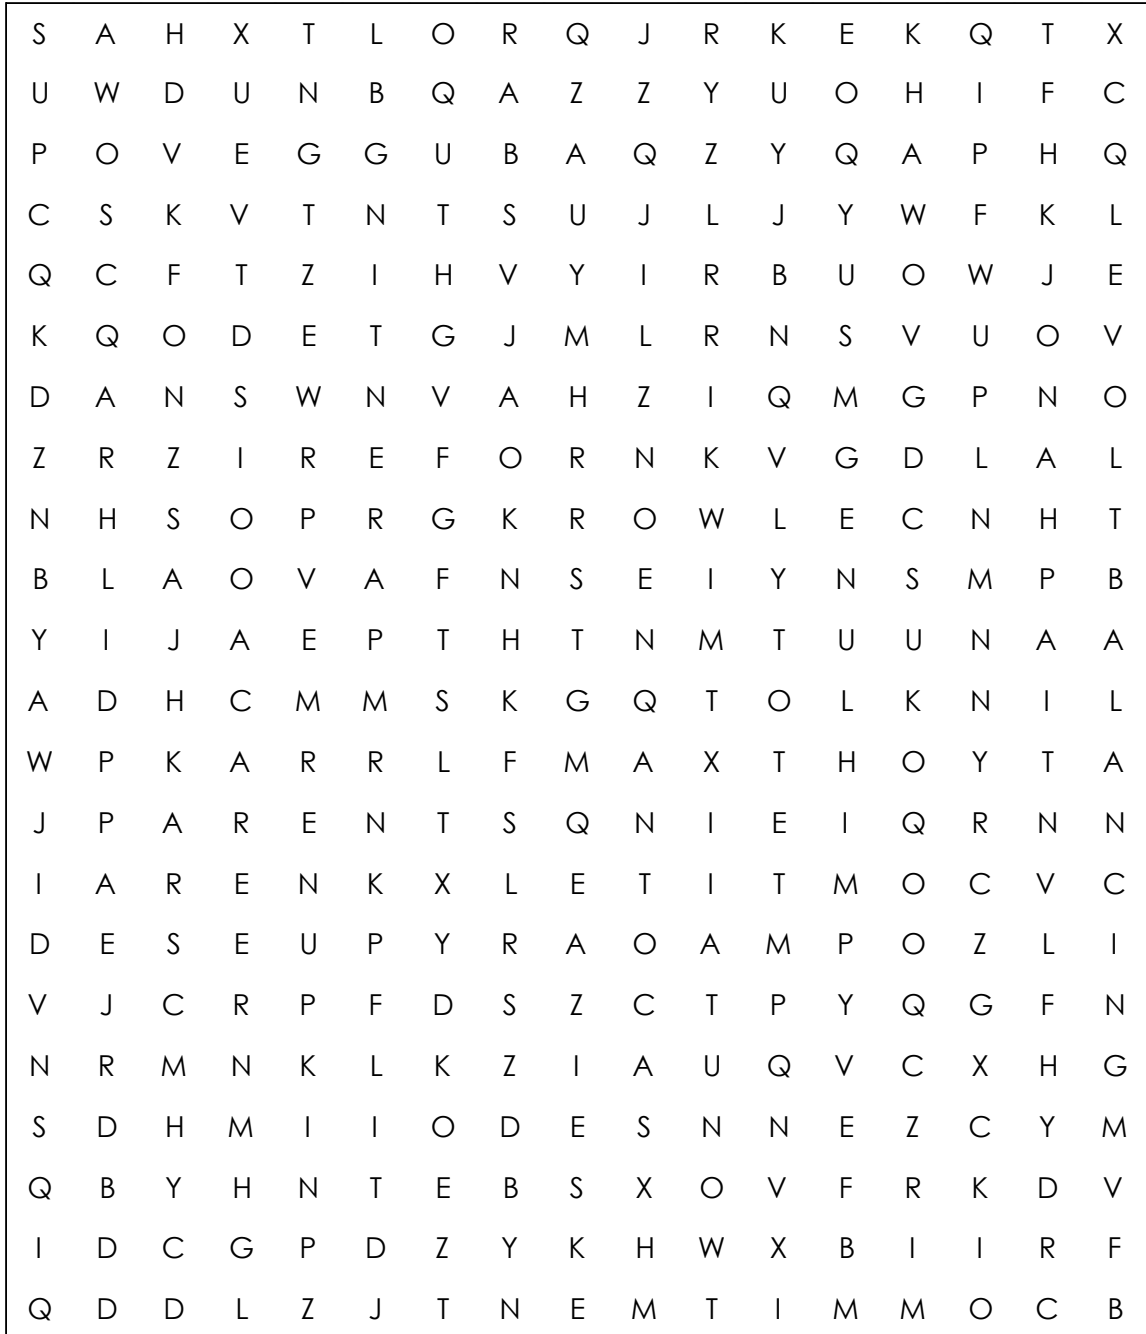 S A H X T L O R Q J R K E K Q T X
U W D U N B Q A Z Z Y U O H I F C
P O V E G G U B A Q Z Y Q A P H Q
C S K V T N T S U J L J Y W F K L
Q C F T Z I H V Y I R B U O W J E
K Q O D E T G J M L R N S V U O V
D A N S W N V A H Z I Q M G P N O
Z R Z I R E F O R N K V G D L A L
N H S O P R G K R O W L E C N H T
B L A O V A F N S E I Y N S M P B
Y I J A E P T H T N M T U U N A A
A D H C M M S K G Q T O L K N I L
W P K A R R L F M A X T H O Y T A
J P A R E N T S Q N I E I Q R N N
I A R E N K X L E T I T M O C V C
D E S E U P Y R A O A M P O Z L I
V J C R P F D S Z C T P Y Q G F N
N R M N K L K Z I A U Q V C X H G
S D H M I I O D E S N N E Z C Y M
Q B Y H N T E B S X O V F R K D V
I D C G P D Z Y K H W X B I I R F
Q D D L Z J T N E M T I M M O C B